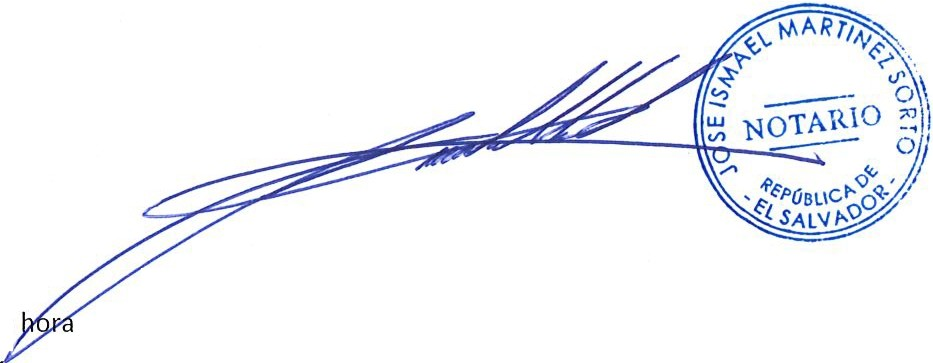 JOSE ISMAEL MARTINEZ SORTO
NOTARIO
REPÚBLICA DE
- EL SALVADOR -
hora